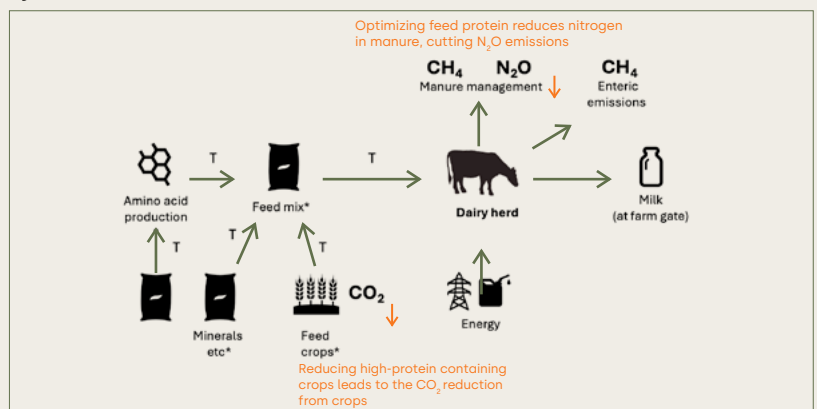 Optimizing feed protein reduces nitrogen
in manure, cutting N₂O emissions
CH₄ N₂O
Manure management
CH₄
Enteric
emissions
T
T
Amino acid
production
Feed mix*
Dairy herd
Milk
(at farm gate)
T
T
T
CO₂
Minerals
etc*
Feed
crops*
Energy
Reducing high-protein containing
crops leads to the CO₂ reduction
from crops